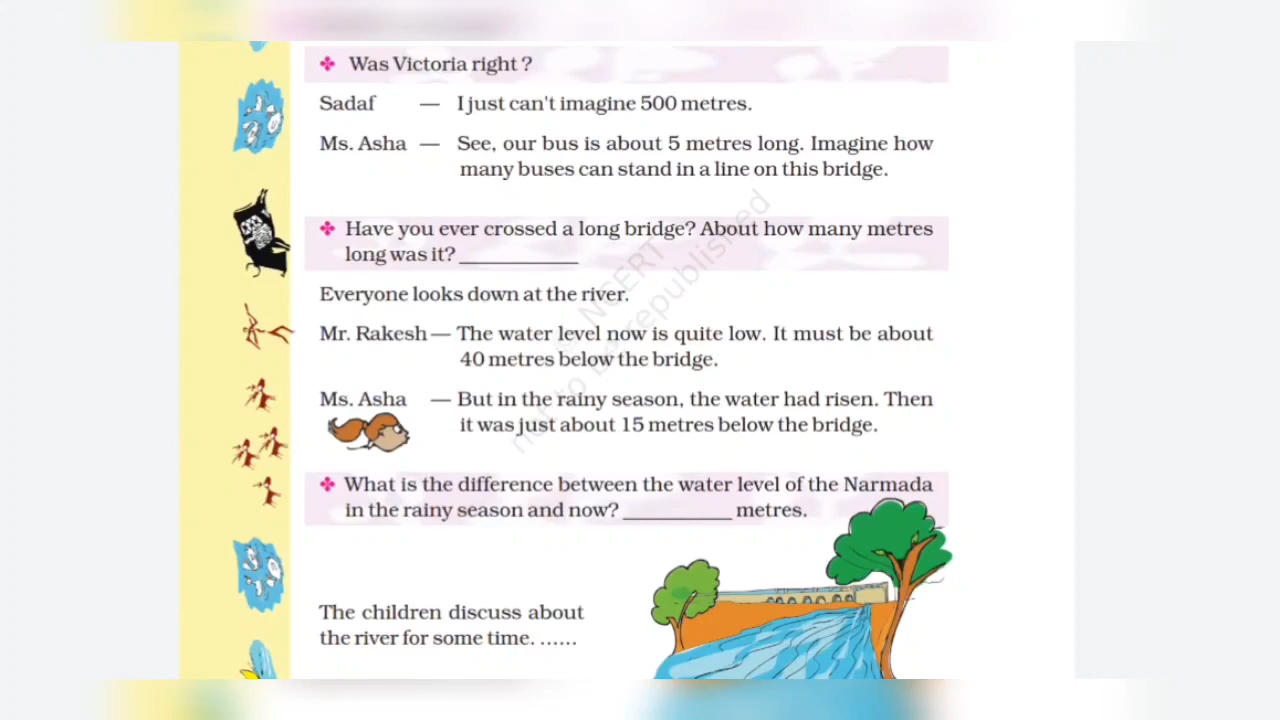 ❖ Was Victoria right ?
Sadaf — I just can't imagine 500 metres.
Ms. Asha — See, our bus is about 5 metres long. Imagine how
many buses can stand in a line on this bridge.
❖ Have you ever crossed a long bridge? About how many metres
long was it? ___________
Everyone looks down at the river.
Mr. Rakesh — The water level now is quite low. It must be about
40 metres below the bridge.
Ms. Asha — But in the rainy season, the water had risen. Then
it was just about 15 metres below the bridge.
❖ What is the difference between the water level of the Narmada
in the rainy season and now? __________ metres.
The children discuss about
the river for some time. ......
© NCERT
not to be republished